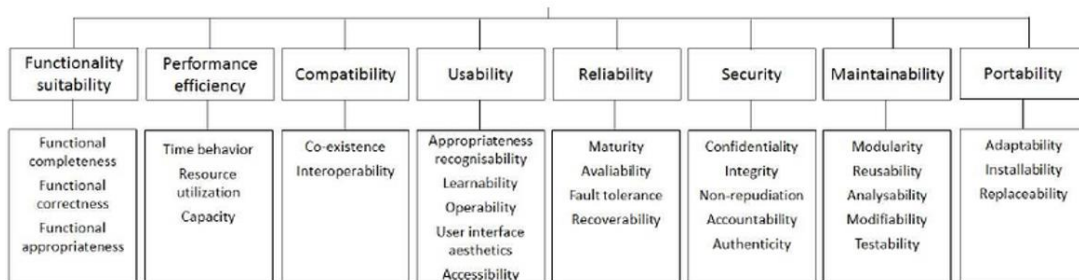 Functionality
suitability
Performance
efficiency
Compatibility
Usability
Reliability
Security
Maintainability
Portability
Functional
completeness
Functional
correctness
Functional
appropriateness
Time behavior
Resource
utilization
Capacity
Co-existence
Interoperability
Appropriateness
recognisability
Learnability
Operability
User interface
aesthetics
Accessibility
Maturity
Avaliability
Fault tolerance
Recoverability
Confidentiality
Integrity
Non-repudiation
Accountability
Authenticity
Modularity
Reusability
Analysability
Modifiability
Testability
Adaptability
Installability
Replaceability